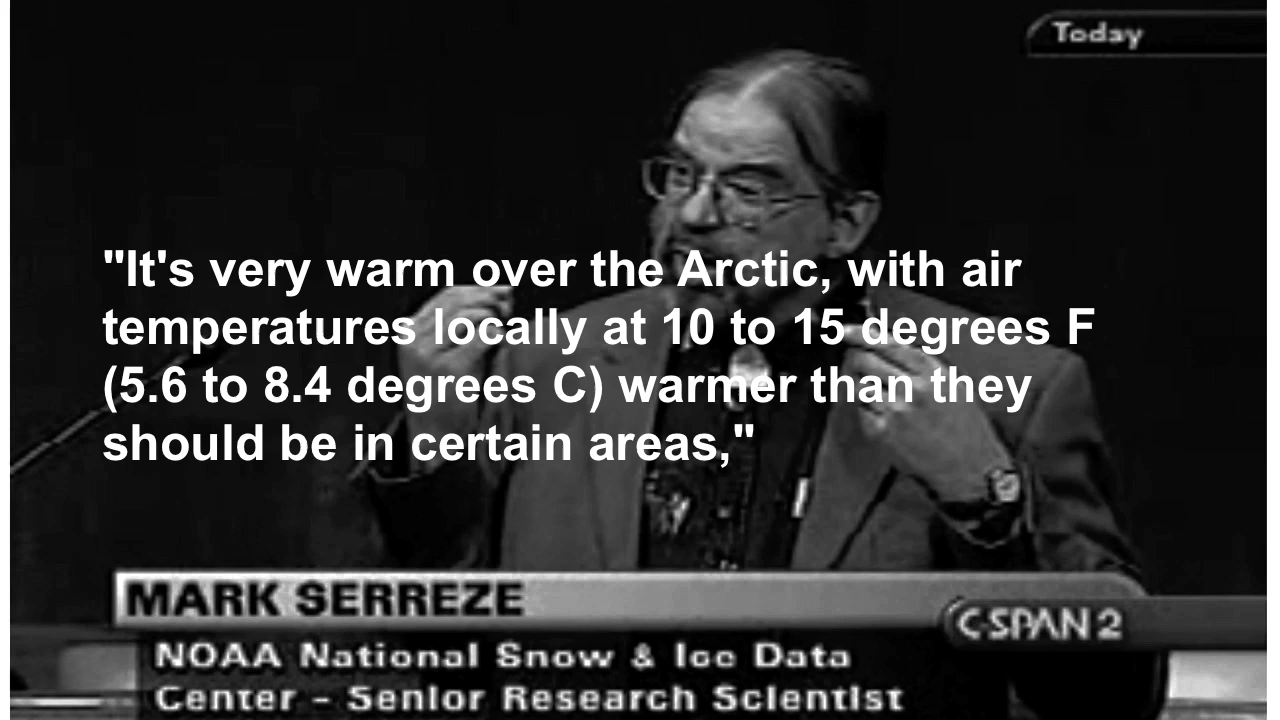 Today
"It's very warm over the Arctic, with air
temperatures locally at 10 to 15 degrees F
(5.6 to 8.4 degrees C) warmer than they
should be in certain areas,"
MARK SERREZE
C-SPAN 2
NOAA National Snow & Ice Data
Center - Senior Research Scientist